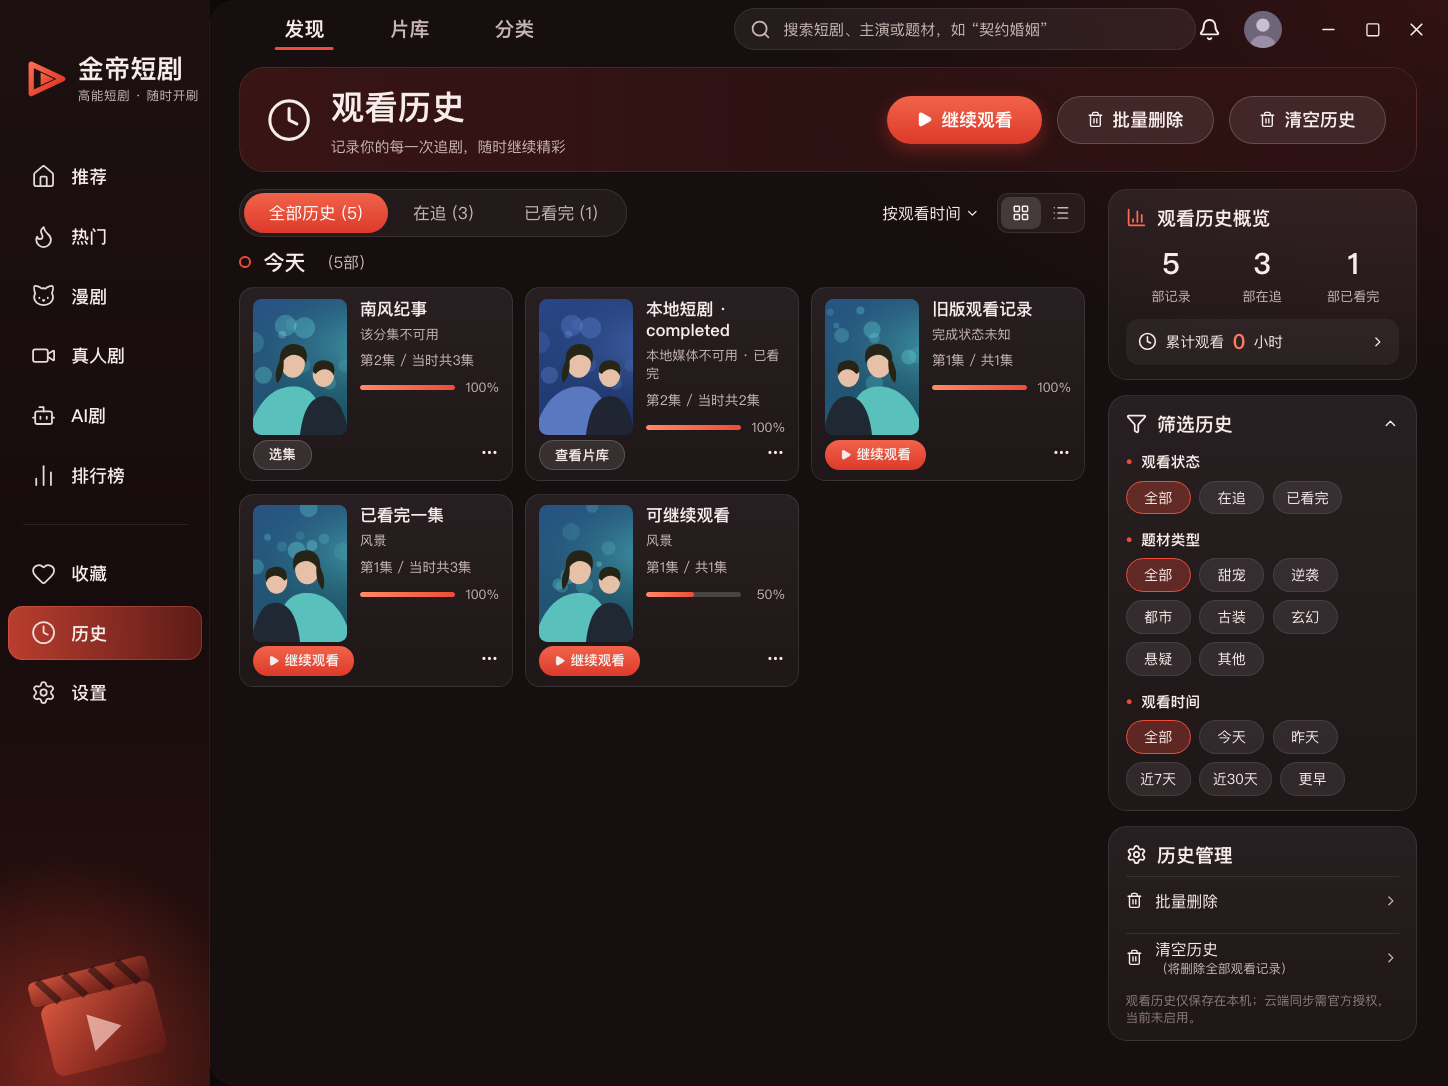 金帝短剧
高能短剧 · 随时开刷
推荐
热门
漫剧
真人剧
AI剧
排行榜
收藏
历史
设置
发现
片库
分类
搜索短剧、主演或题材，如“契约婚姻”
观看历史
记录你的每一次追剧，随时继续精彩
继续观看
批量删除
清空历史
全部历史 (5)
在追 (3)
已看完 (1)
按观看时间
今天
(5部)
南风纪事
该分集不可用
第2集 / 当时共3集
100%
选集
本地短剧 ·
completed
本地媒体不可用 · 已看
完
第2集 / 当时共2集
100%
查看片库
旧版观看记录
完成状态未知
第1集 / 共1集
100%
继续观看
已看完一集
风景
第1集 / 当时共3集
100%
继续观看
可继续观看
风景
第1集 / 共1集
50%
继续观看
观看历史概览
5
3
1
部记录
部在追
部已看完
累计观看 0 小时
筛选历史
观看状态
全部
在追
已看完
题材类型
全部
甜宠
逆袭
都市
古装
玄幻
悬疑
其他
观看时间
全部
今天
昨天
近7天
近30天
更早
历史管理
批量删除
清空历史
(将删除全部观看记录)
观看历史仅保存在本机；云端同步需官方授权，
当前未启用。